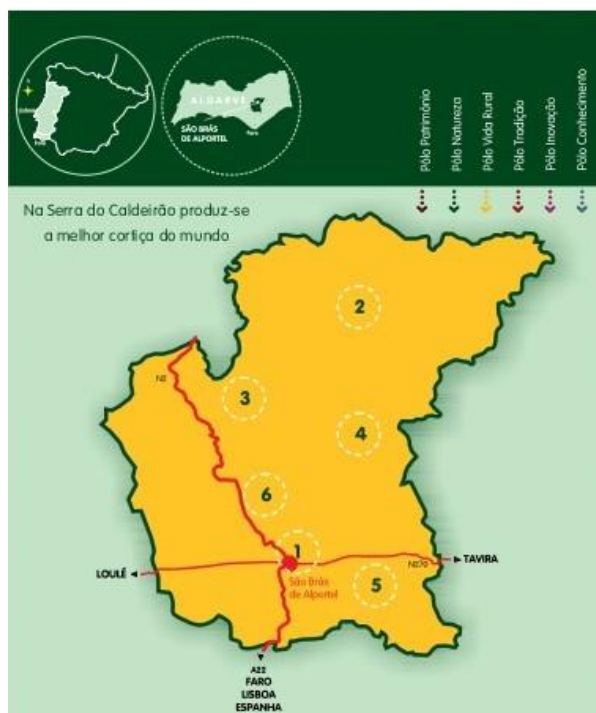 ALGARVE
SÃO BRÁS
DE ALPORTEL
Faro
Pólo Património
Pólo Natureza
Pólo Vida Rural
Pólo Tradição
Pólo Inovação
Pólo Conhecimento
Na Serra do Caldeirão produz-se
a melhor cortiça do mundo
2
N2
3
4
6
1
LOULÉ
TAVIRA
N270
São Brás
de Alportel
5
A22
FARO
LISBOA
ESPANHA